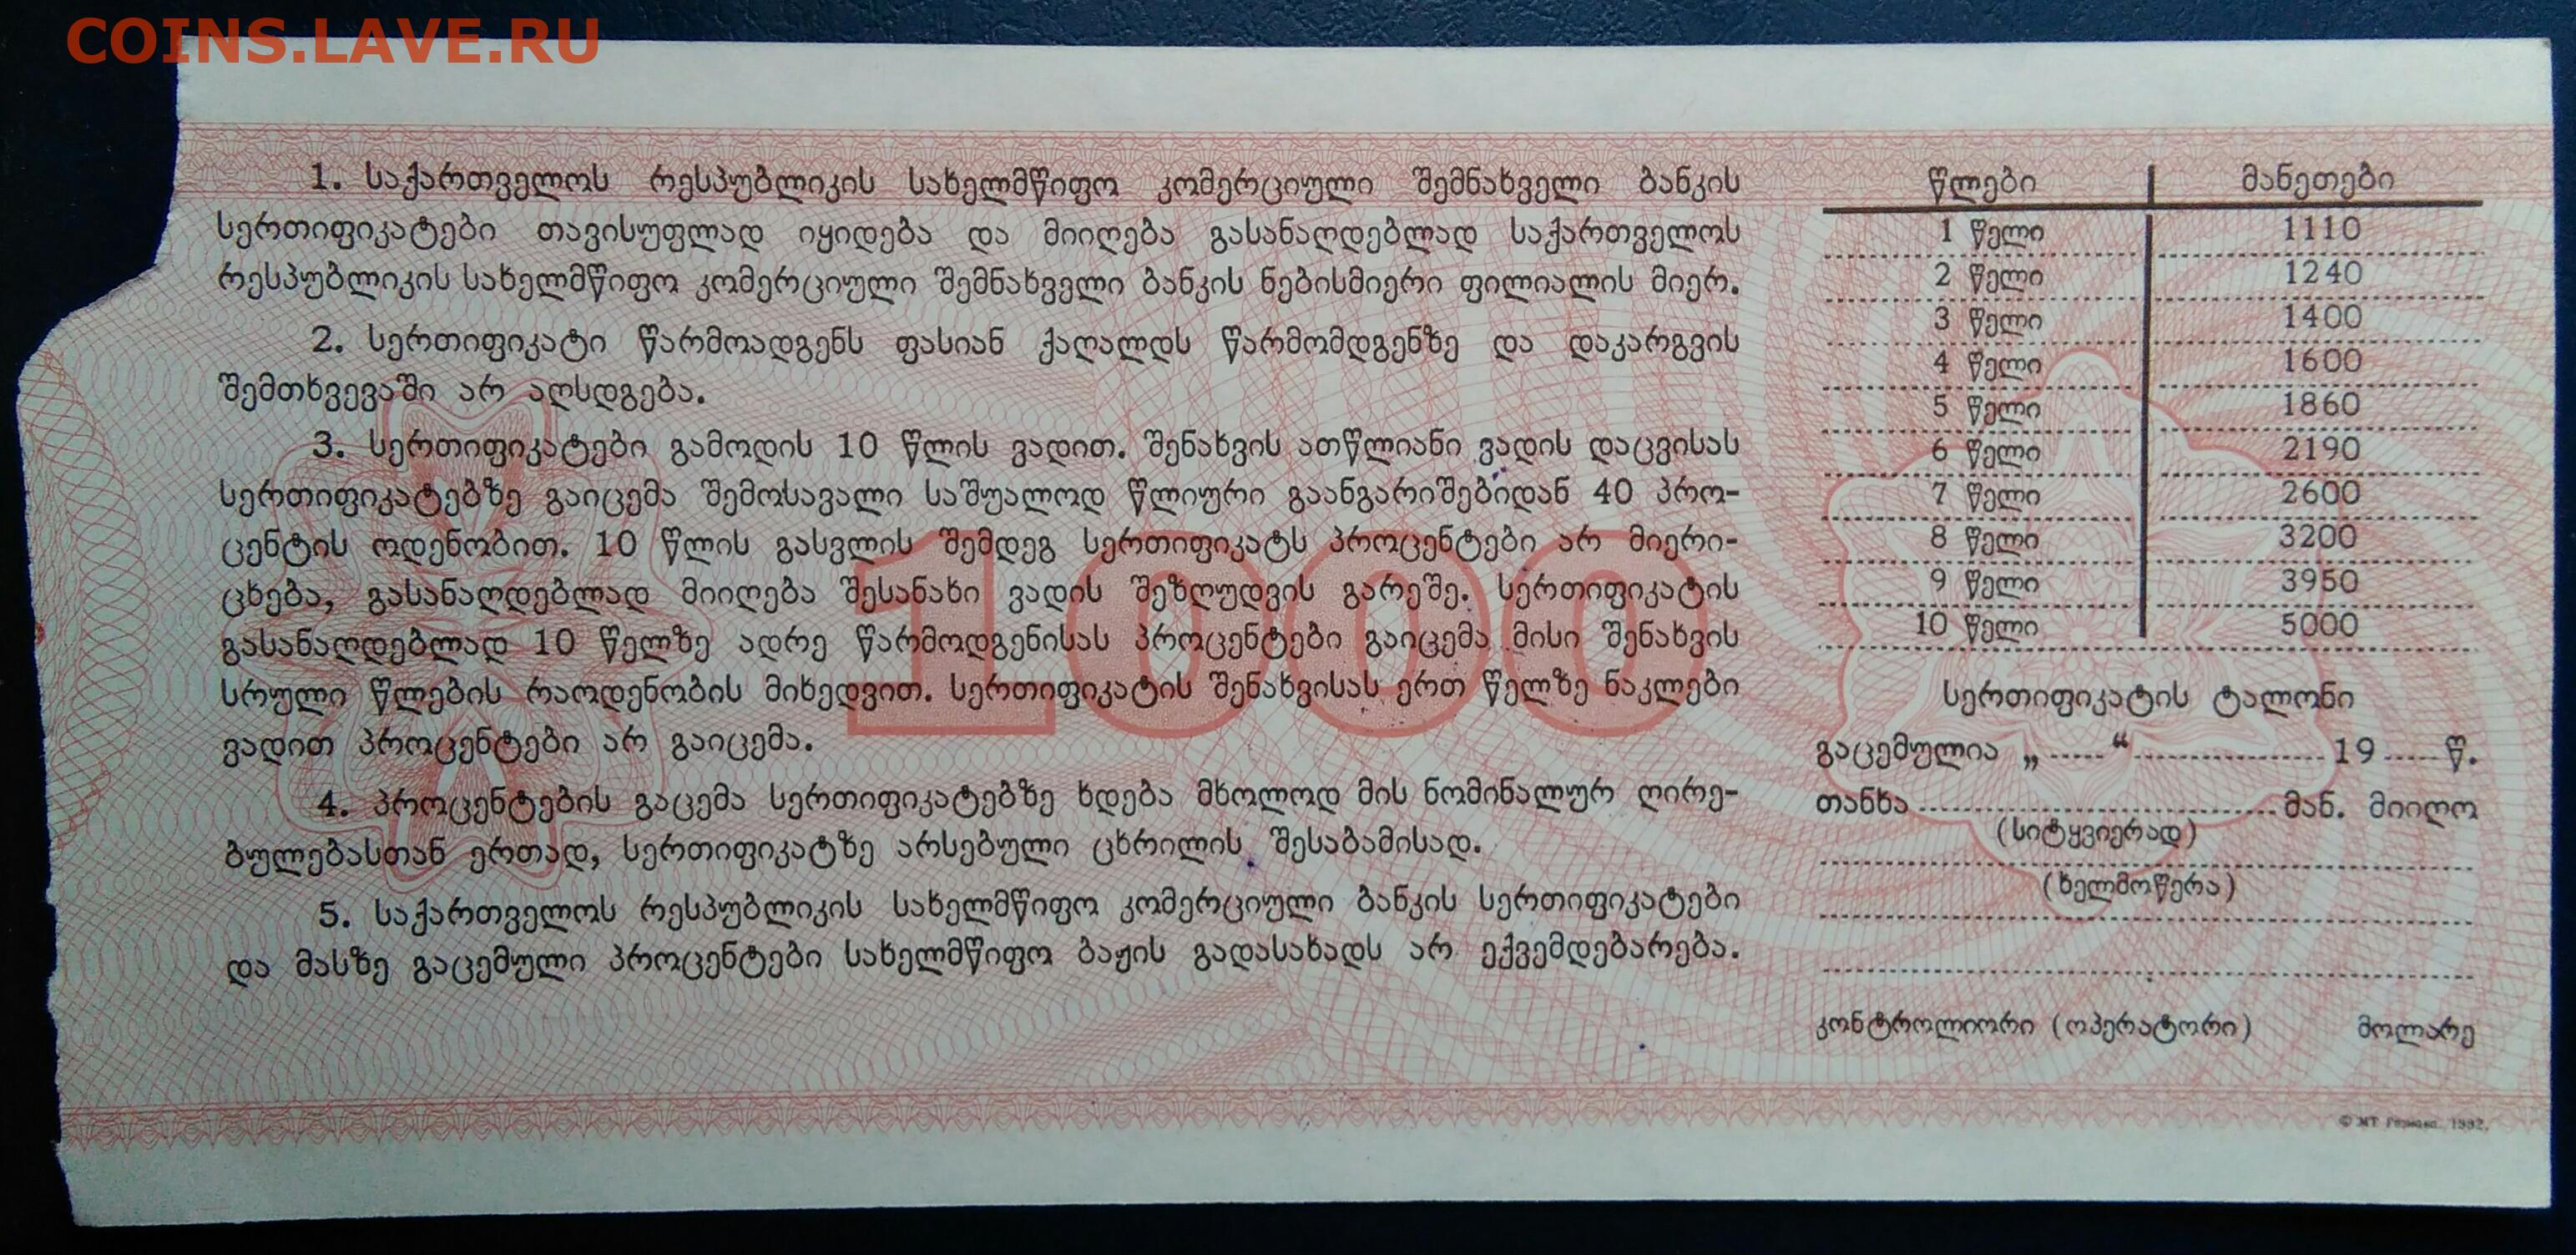 COINS.LAVE.RU
1. საქართველოს რესპუბლიკის სახელმწიფო კომერციული შემნახველი ბანკის
სერთიფიკატები თავისუფლად იყიდება და მიიღება გასანაღდებლად საქართველოს
რესპუბლიკის სახელმწიფო კომერციული შემნახველი ბანკის ნებისმიერი ფილიალის მიერ.
2. სერთიფიკატი წარმოადგენს ფასიან ქაღალდს წარმომდგენზე და დაკარგვის
შემთხვევაში არ აღსდგება.
3. სერთიფიკატები გამოდის 10 წლის ვადით. შენახვის ათწლიანი ვადის დაცვისას
სერთიფიკატებზე გაიცემა შემოსავალი საშუალოდ წლიური გაანგარიშებიდან 40 პრო-
ცენტის ოდენობით. 10 წლის გასვლის შემდეგ სერთიფიკატს პროცენტები არ მიერი-
ცხება, გასანაღდებლად მიიღება შესანახი ვადის შეზღუდვის გარეშე. სერთიფიკატის
გასანაღდებლად 10 წელზე ადრე წარმოდგენისას პროცენტები გაიცემა მისი შენახვის
სრული წლების რაოდენობის მიხედვით. სერთიფიკატის შენახვისას ერთ წელზე ნაკლები
ვადით პროცენტები არ გაიცემა.
4. პროცენტების გაცემა სერთიფიკატებზე ხდება მხოლოდ მის ნომინალურ ღირე-
ბულებასთან ერთად, სერთიფიკატზე არსებული ცხრილის შესაბამისად.
5. საქართველოს რესპუბლიკის სახელმწიფო კომერციული ბანკის სერთიფიკატები
და მასზე გაცემული პროცენტები სახელმწიფო ბაჟის გადასახადს არ ექვემდებარება.
1000
წლები მანეთები
1 წელი 1110
2 წელი 1240
3 წელი 1400
4 წელი 1600
5 წელი 1860
6 წელი 2190
7 წელი 2600
8 წელი 3200
9 წელი 3950
10 წელი 5000
სერთიფიკატის ტალონი
გაცემულია „ ...... “ .................... 19 ...... წ.
თანხა .................................... მან. მიიღო
(სიტყვიერად)
(ხელმოწერა)
კონტროლიორი (ოპერატორი) მოლარე
© МТ Гознака. 1992.